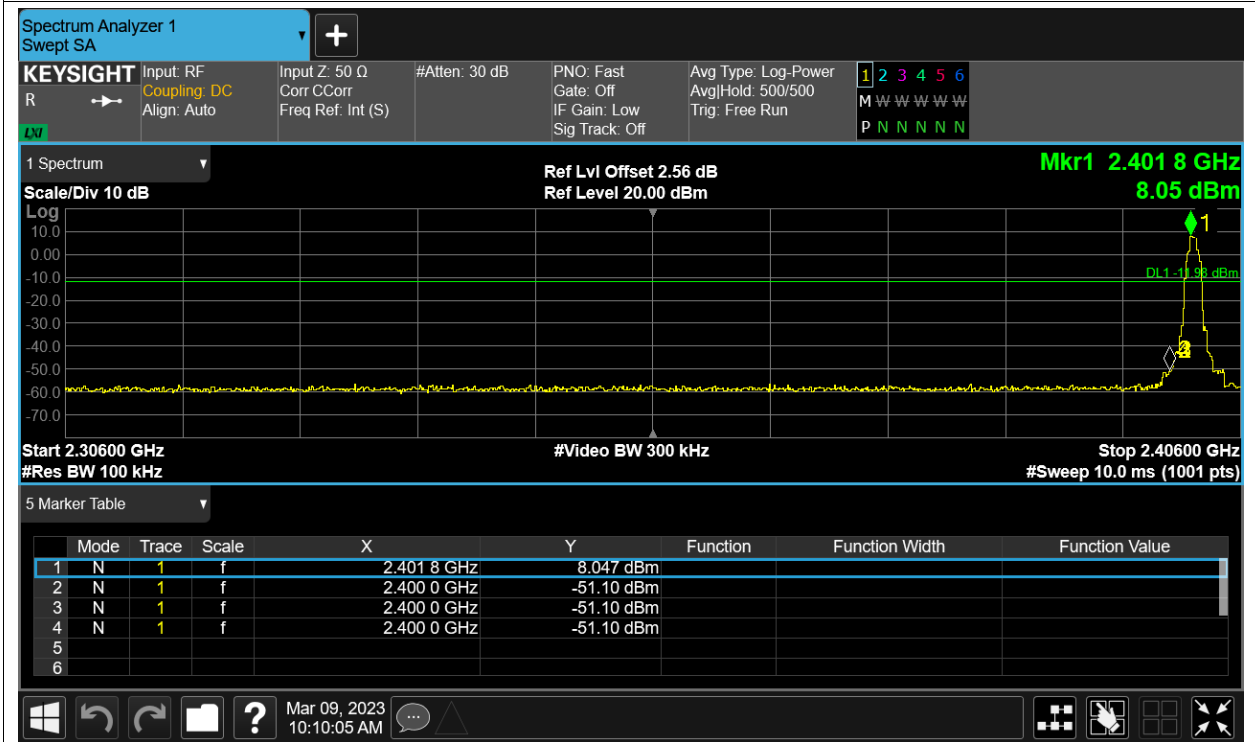 Spectrum Analyzer 1
Swept SA
+
KEYSIGHT Input: RF Input Z: 50 Ω #Atten: 30 dB PNO: Fast Avg Type: Log-Power 1 2 3 4 5 6
R Coupling: DC Corr CCorr Gate: Off Avg|Hold: 500/500 M W W W W W
Align: Auto Freq Ref: Int (S) IF Gain: Low Trig: Free Run
LXI Sig Track: Off P N N N N N
1 Spectrum Ref Lvl Offset 2.56 dB Mkr1 2.401 8 GHz
Scale/Div 10 dB Ref Level 20.00 dBm 8.05 dBm
Log
1
10.0
0.00
DL1 -11.98 dBm
-10.0
-20.0
-30.0
-40.0
-50.0
-60.0
-70.0
Start 2.30600 GHz #Video BW 300 kHz Stop 2.40600 GHz
#Res BW 100 kHz #Sweep 10.0 ms (1001 pts)
5 Marker Table
Mode Trace Scale X Y Function Function Width Function Value
1 N 1 f 2.401 8 GHz 8.047 dBm
2 N 1 f 2.400 0 GHz -51.10 dBm
3 N 1 f 2.400 0 GHz -51.10 dBm
4 N 1 f 2.400 0 GHz -51.10 dBm
5
6
? Mar 09, 2023
10:10:05 AM